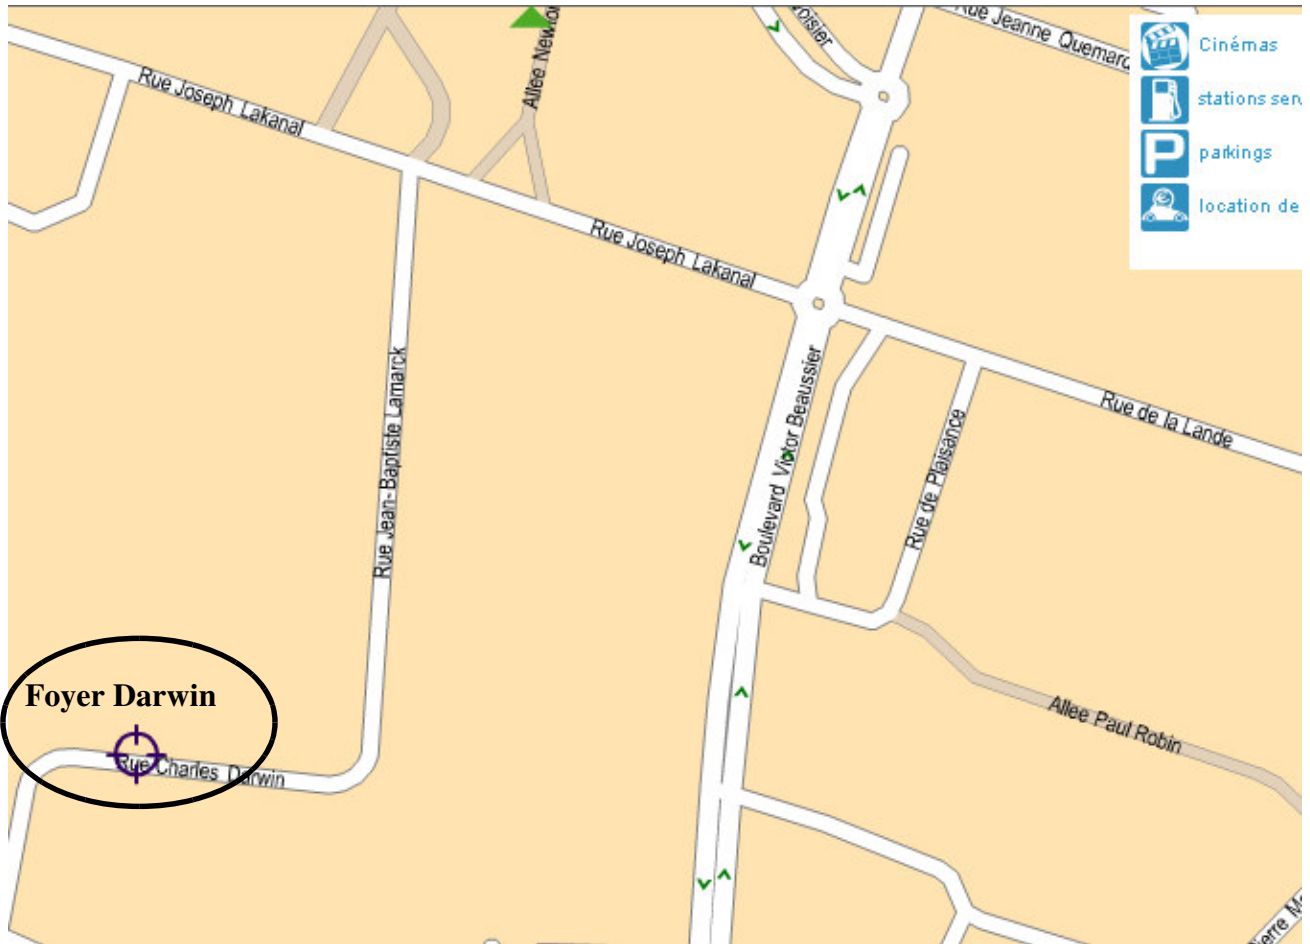 Rue Jeanne Quemard
Allee Newton
Cinémas
stations serv
parkings
location de
Rue Joseph Lakanal
Rue Joseph Lakanal
Rue Jean-Baptiste Lamarck
Boulevard Victor Beaussier
Rue de Plaisance
Rue de la Lande
Foyer Darwin
Rue Charles Darwin
Allee Paul Robin